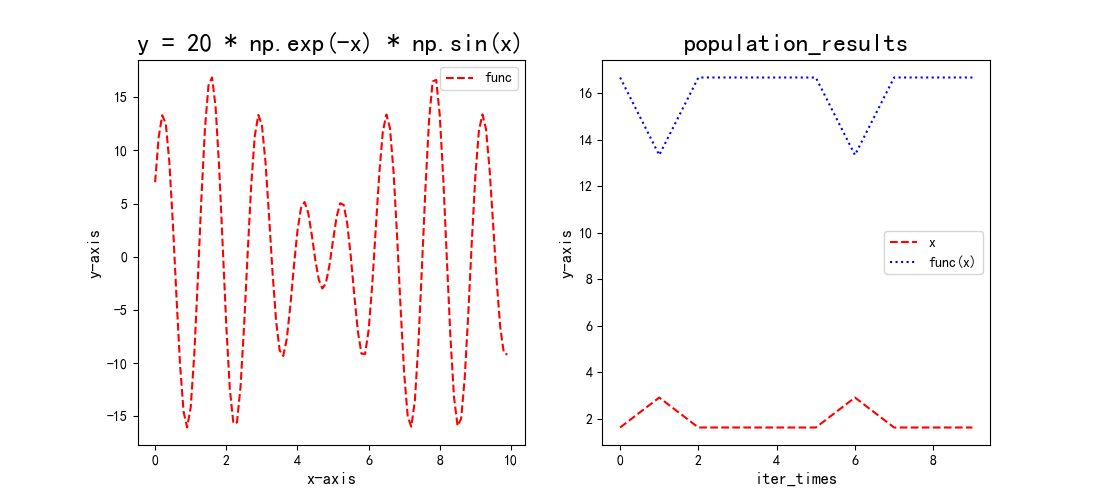 y = 20 * np.exp(-x) * np.sin(x)
func
15
10
5
0
−5
−10
−15
y-axis
0 2 4 6 8 10
x-axis
population_results
16
14
12
10
8
6
4
2
y-axis
x
func(x)
0 2 4 6 8
iter_times